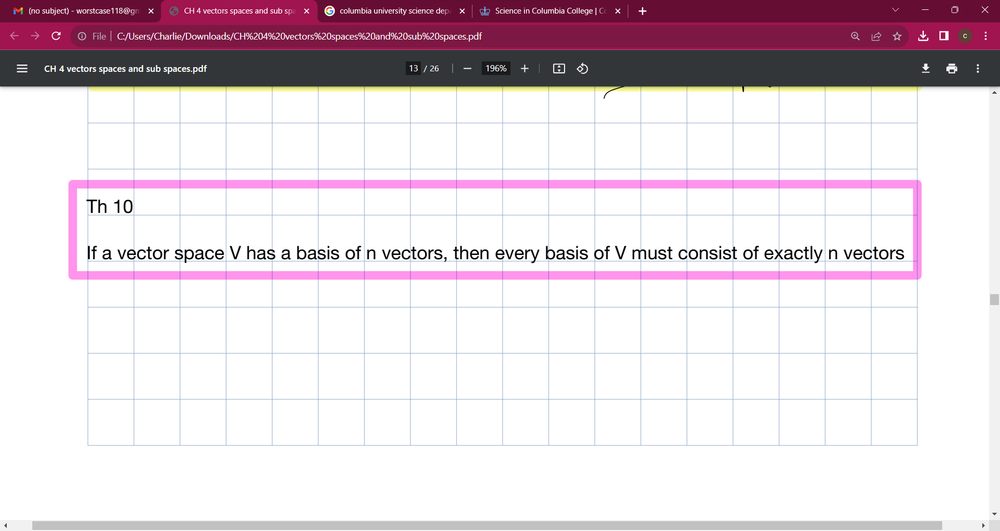 (no subject) - worstcase118@gm
CH 4 vectors spaces and sub spa
columbia university science depa
Science in Columbia College | Co
File
C:/Users/Charlie/Downloads/CH%204%20vectors%20spaces%20and%20sub%20spaces.pdf
c
CH 4 vectors spaces and sub spaces.pdf
13 / 26
196%
Th 10
If a vector space V has a basis of n vectors, then every basis of V must consist of exactly n vectors